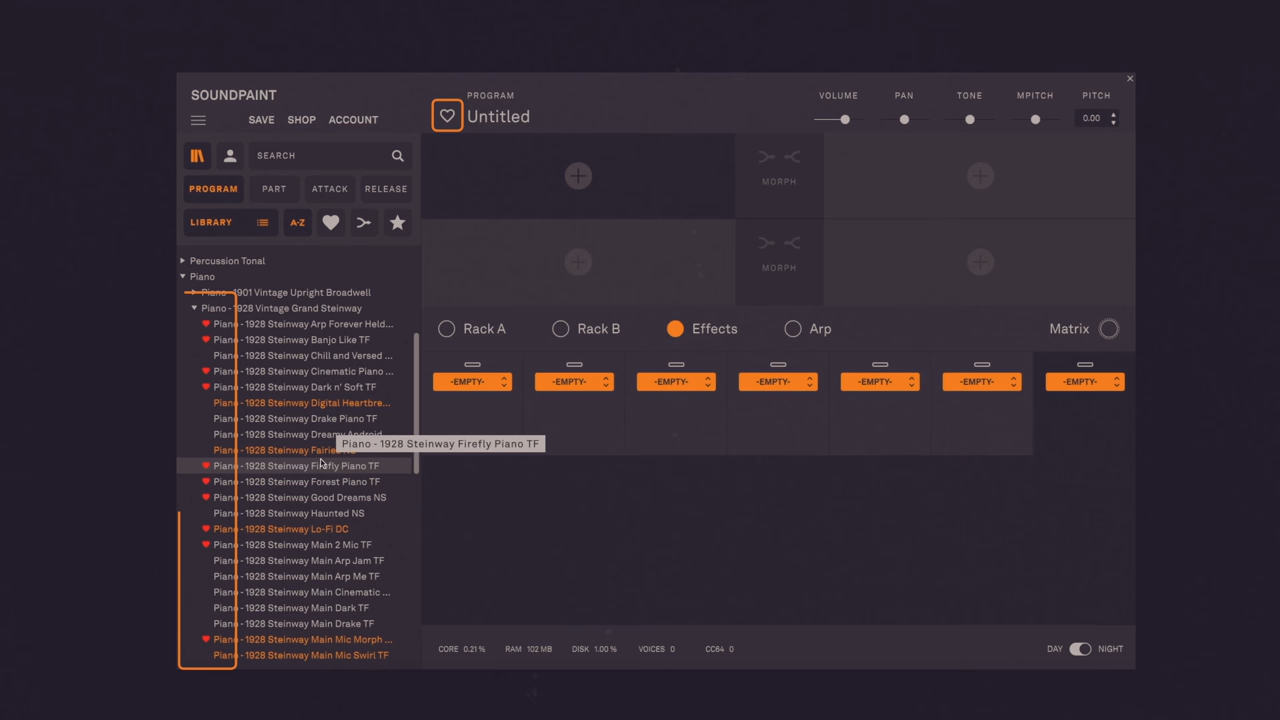 SOUNDPAINT
SAVE SHOP ACCOUNT
SEARCH
PROGRAM PART ATTACK RELEASE
LIBRARY A-Z
Percussion Tonal
Piano
Piano - 1901 Vintage Upright Broadwell
Piano - 1928 Vintage Grand Steinway
Piano - 1928 Steinway Arp Forever Held...
Piano - 1928 Steinway Banjo Like TF
Piano - 1928 Steinway Chill and Versed ...
Piano - 1928 Steinway Cinematic Piano ...
Piano - 1928 Steinway Dark n' Soft TF
Piano - 1928 Steinway Digital Heartbre...
Piano - 1928 Steinway Drake Piano TF
Piano - 1928 Steinway Dreamy Android
Piano - 1928 Steinway Firefly Piano TF
Piano - 1928 Steinway Fairies
Piano - 1928 Steinway Firefly Piano TF
Piano - 1928 Steinway Forest Piano TF
Piano - 1928 Steinway Good Dreams NS
Piano - 1928 Steinway Haunted NS
Piano - 1928 Steinway Lo-Fi DC
Piano - 1928 Steinway Main 2 Mic TF
Piano - 1928 Steinway Main Arp Jam TF
Piano - 1928 Steinway Main Arp Me TF
Piano - 1928 Steinway Main Cinematic ...
Piano - 1928 Steinway Main Dark TF
Piano - 1928 Steinway Main Drake TF
Piano - 1928 Steinway Main Mic Morph ...
Piano - 1928 Steinway Main Mic Swirl TF
PROGRAM
Untitled
VOLUME PAN TONE MPITCH PITCH
0.00
MORPH
MORPH
Rack A Rack B Effects Arp Matrix
-EMPTY- -EMPTY- -EMPTY- -EMPTY- -EMPTY- -EMPTY- -EMPTY-
CORE 0.21 % RAM 102 MB DISK 1.00 % VOICES 0 CC64 0 DAY NIGHT